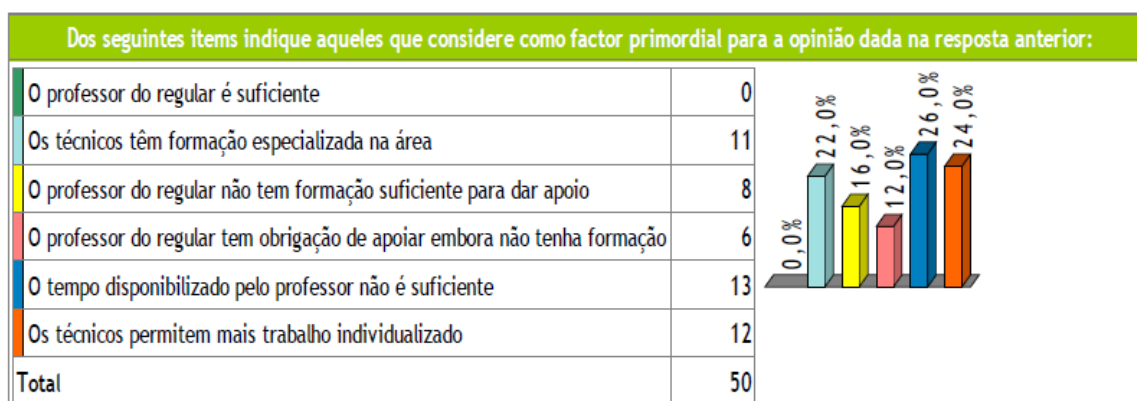 Dos seguintes items indique aqueles que considere como factor primordial para a opinião dada na resposta anterior:
O professor do regular é suficiente 0
Os técnicos têm formação especializada na área 11
O professor do regular não tem formação suficiente para dar apoio 8
O professor do regular tem obrigação de apoiar embora não tenha formação 6
O tempo disponibilizado pelo professor não é suficiente 13
Os técnicos permitem mais trabalho individualizado 12
Total 50
0,0%
22,0%
16,0%
12,0%
26,0%
24,0%